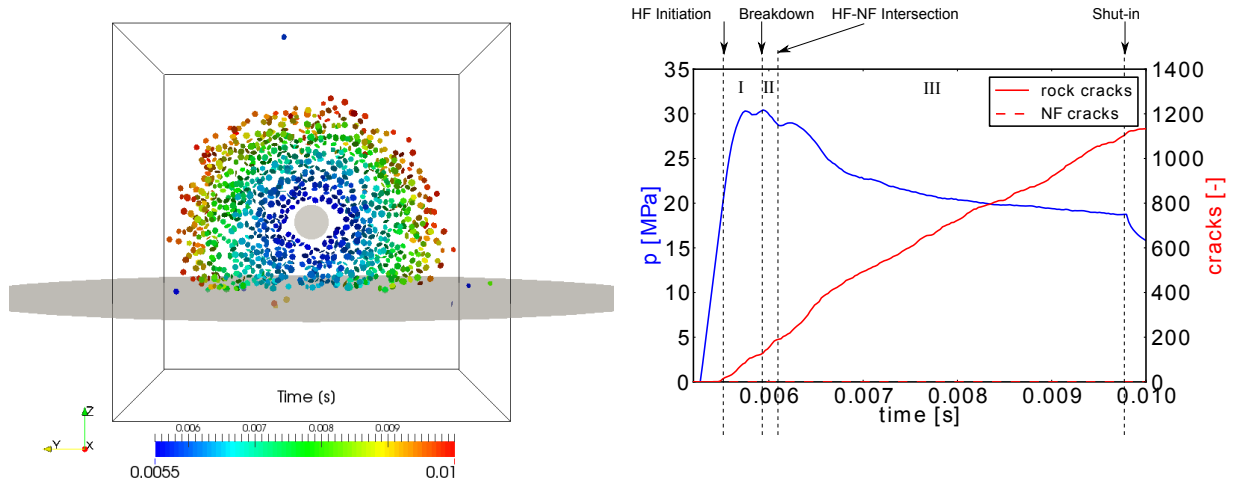 HF Initiation Breakdown HF-NF Intersection Shut-in
35 1400
I II III
rock cracks
NF cracks
30 1200
25 1000
20 800
15 600
10 400
5 200
0 0
p [MPa]
cracks [-]
0.006 0.007 0.008 0.009 0.010
time [s]
Time (s)
0.006 0.007 0.008 0.009
0.0055 0.01
Z
Y
X